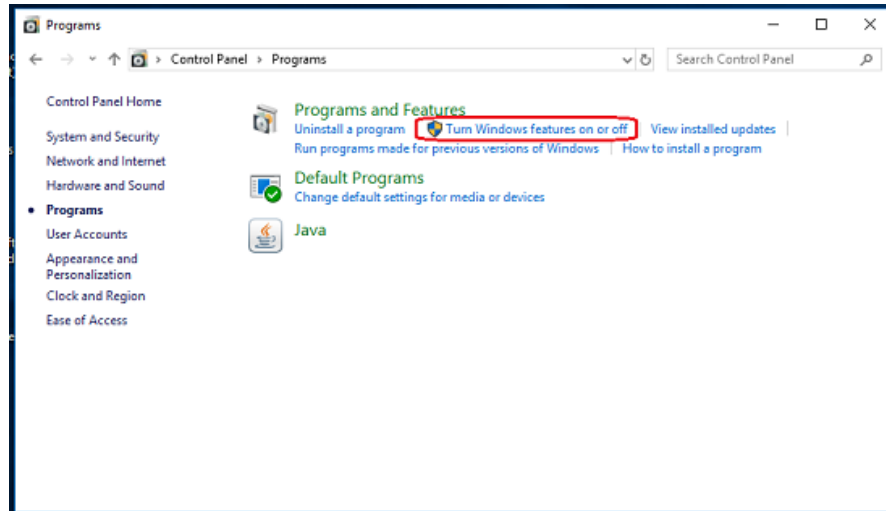 Programs
Control Panel > Programs
Search Control Panel
Control Panel Home
System and Security
Network and Internet
Hardware and Sound
Programs
User Accounts
Appearance and
Personalization
Clock and Region
Ease of Access
Programs and Features
Uninstall a program Turn Windows features on or off View installed updates
Run programs made for previous versions of Windows How to install a program
Default Programs
Change default settings for media or devices
Java